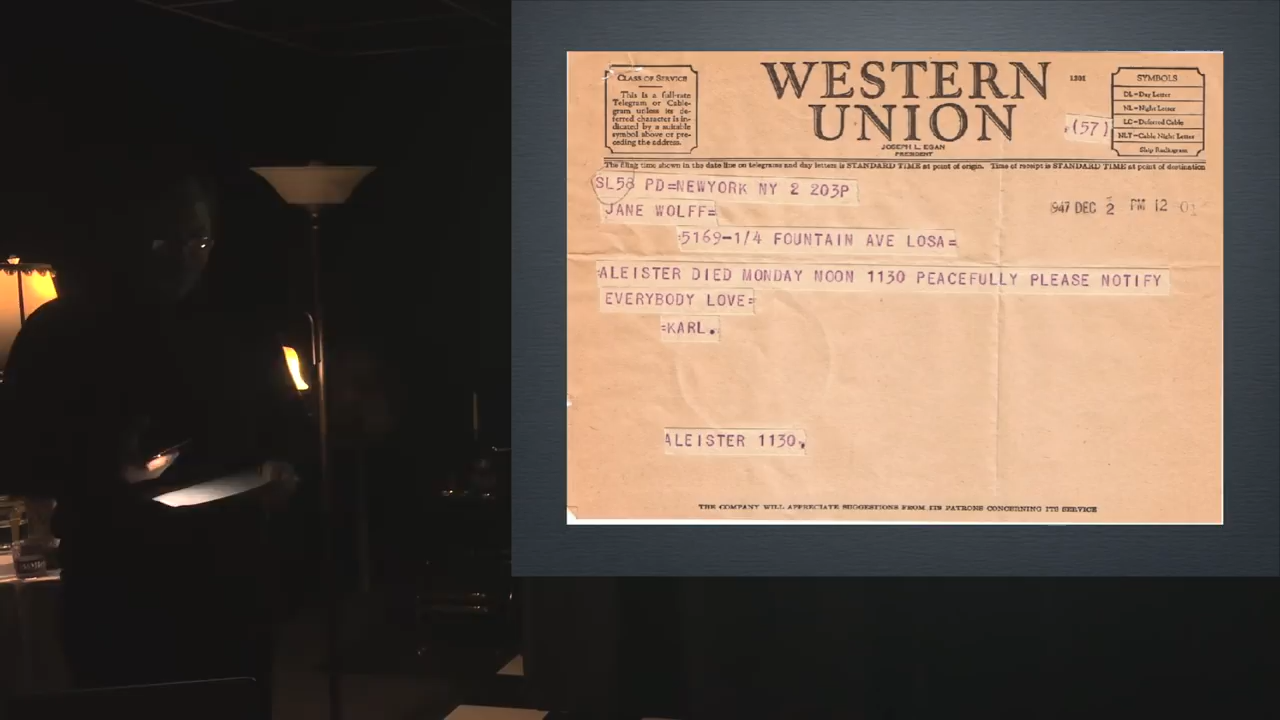 CLASS OF SERVICE
This is a full-rate
Telegram or Cable-
gram unless its de-
ferred character is in-
dicated by a suitable
symbol above or pre-
ceding the address.
WESTERN
UNION
JOSEPH L. EGAN
PRESIDENT
1201
(57)
SYMBOLS
DL=Day Letter
NL=Night Letter
LC=Deferred Cable
NLT=Cable Night Letter
Ship Radiogram
The filing time shown in the date line on telegrams and day letters is STANDARD TIME at point of origin. Time of receipt is STANDARD TIME at point of destination
SL58 PD=NEWYORK NY 2 203P
JANE WOLFF=
1947 DEC 2 PM 12 01
5169-1/4 FOUNTAIN AVE LOSA=
ALEISTER DIED MONDAY NOON 1130 PEACEFULLY PLEASE NOTIFY
EVERYBODY LOVE=
=KARL.
ALEISTER 1130.
THE COMPANY WILL APPRECIATE SUGGESTIONS FROM ITS PATRONS CONCERNING ITS SERVICE